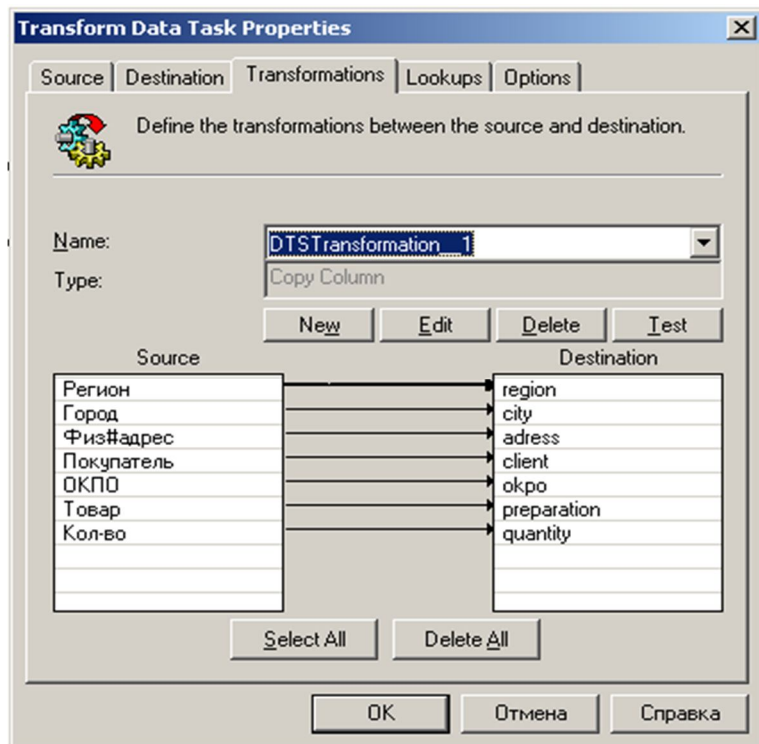 Transform Data Task Properties
Source Destination Transformations Lookups Options
Define the transformations between the source and destination.
Name: DTSTransformation__1
Type: Copy Column
New Edit Delete Test
Source Destination
Регион region
Город city
Физ#адрес adress
Покупатель client
ОКПО okpo
Товар preparation
Кол-во quantity
Select All Delete All
OK Отмена Справка